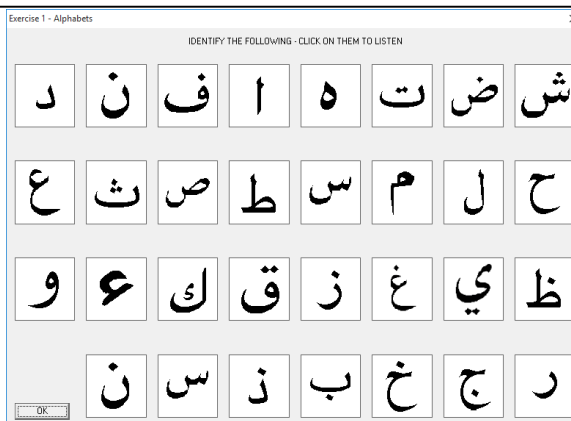 Exercise 1 - Alphabets
IDENTIFY THE FOLLOWING - CLICK ON THEM TO LISTEN
ش ض ت ه ا ف ن د
ح ل م س ط ص ث ع
ظ ي غ ز ق ك ء و
ر ج خ ب ذ س ن
OK